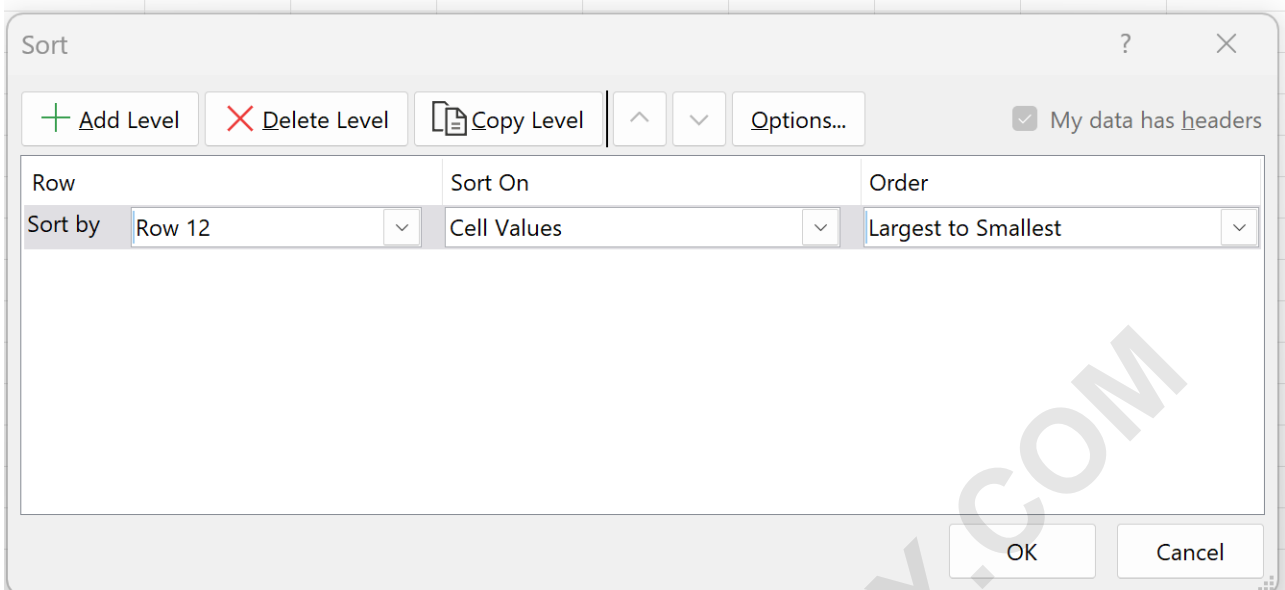 Sort ?
Add Level Delete Level Copy Level Options... My data has headers
Row Sort On Order
Sort by Row 12 Cell Values Largest to Smallest
OK Cancel
.COM